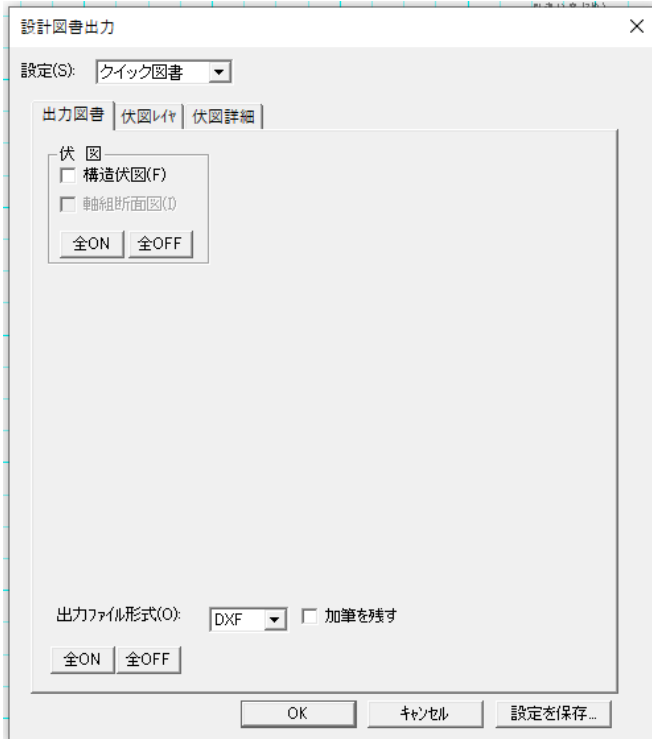 設計図書出力
設定(S): クイック図書
出力図書 伏図ﾚｲﾔ 伏図詳細
伏 図
構造伏図(F)
軸組断面図(I)
全ON 全OFF
出力ﾌｧｲﾙ形式(O): DXF 加筆を残す
全ON 全OFF
OK ｷｬﾝｾﾙ 設定を保存...